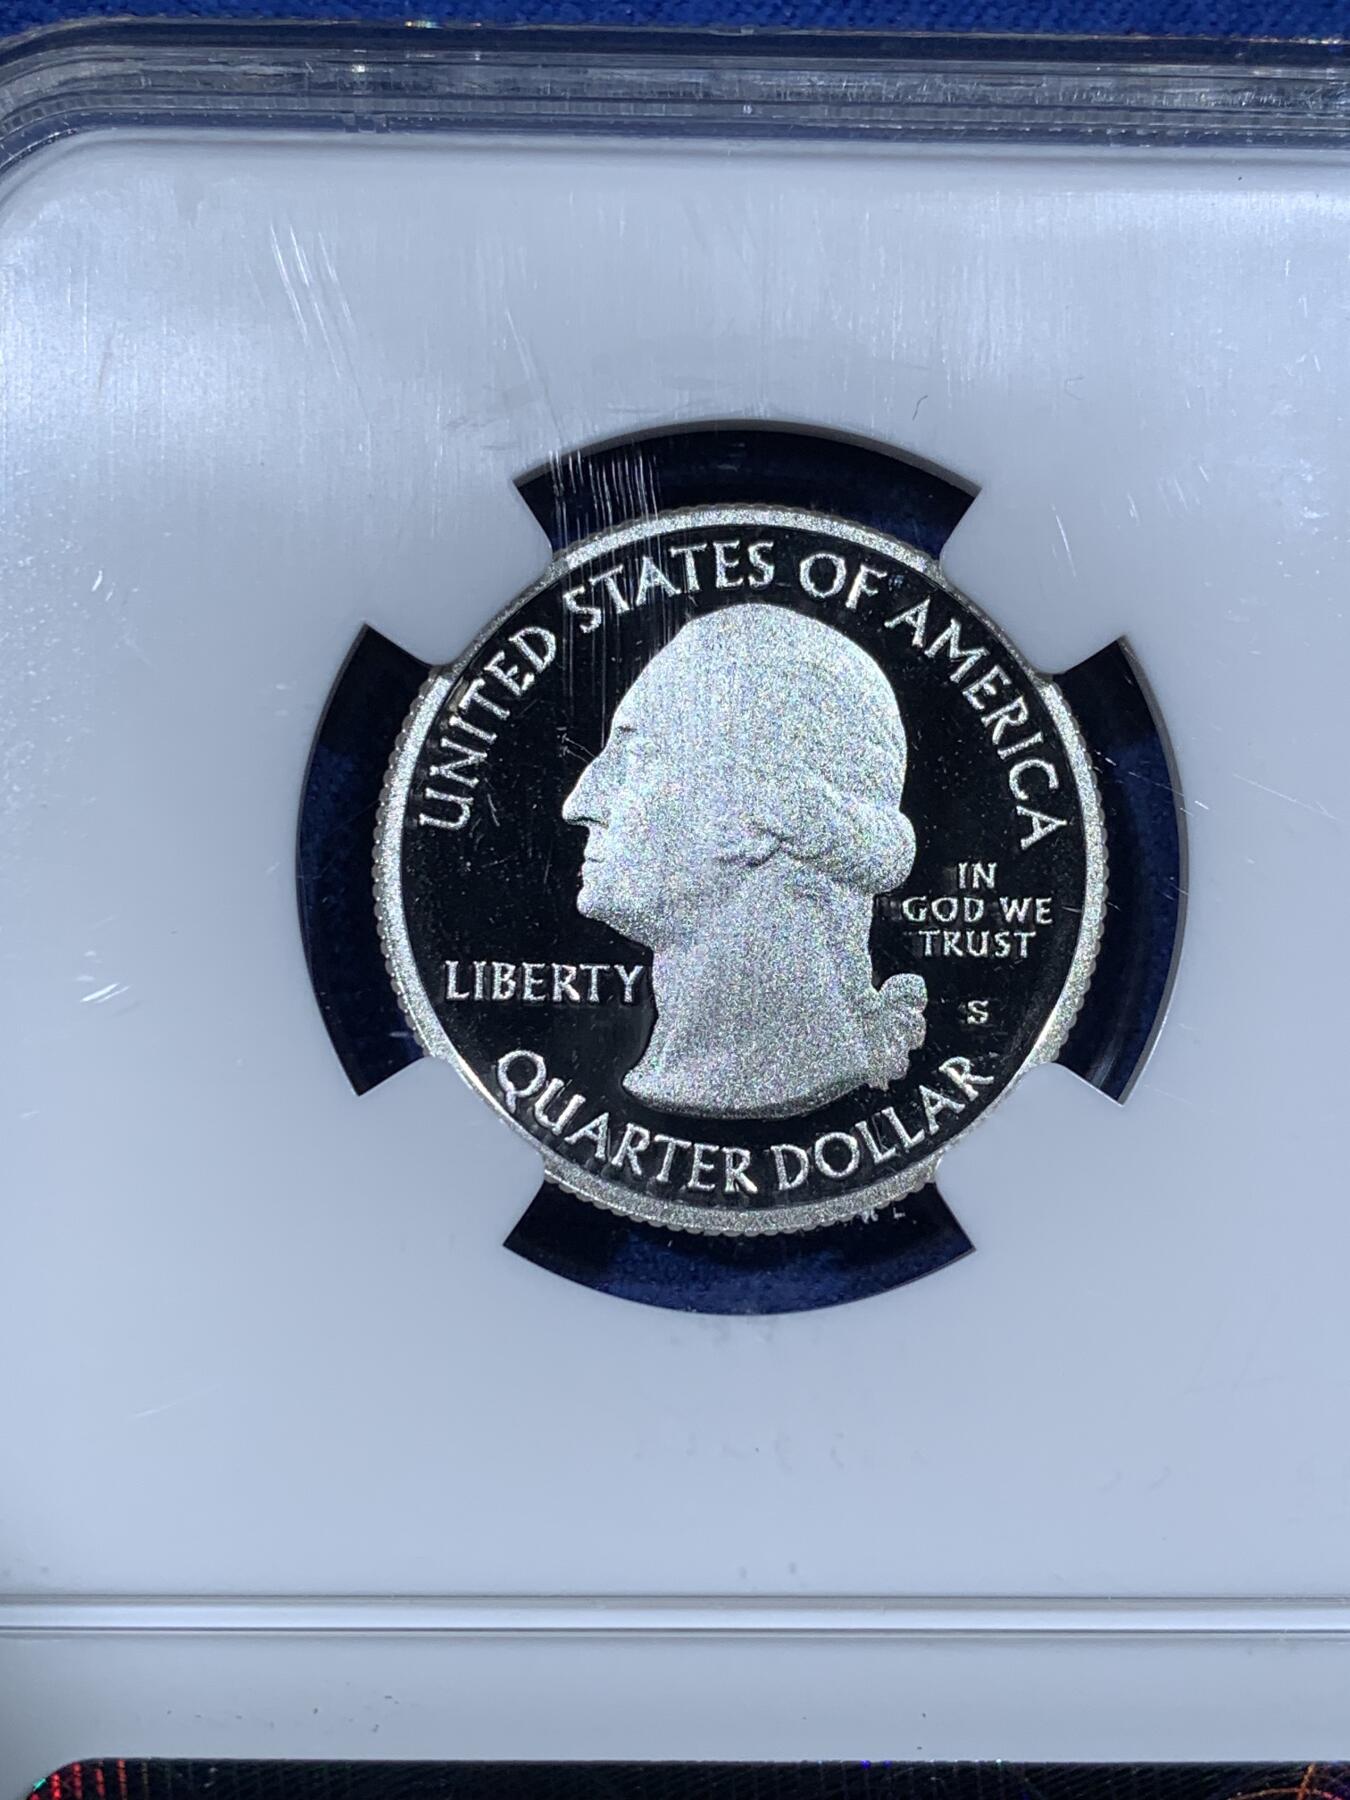 UNITED STATES OF AMERICA
LIBERTY
IN
GOD WE
TRUST
S
QUARTER DOLLAR